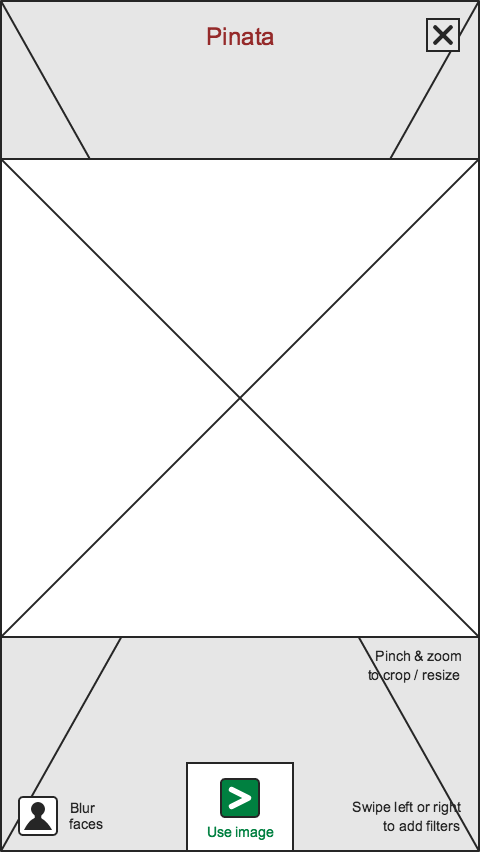 Pinata
Pinch & zoom
to crop / resize
Blur
faces
Use image
Swipe left or right
to add filters